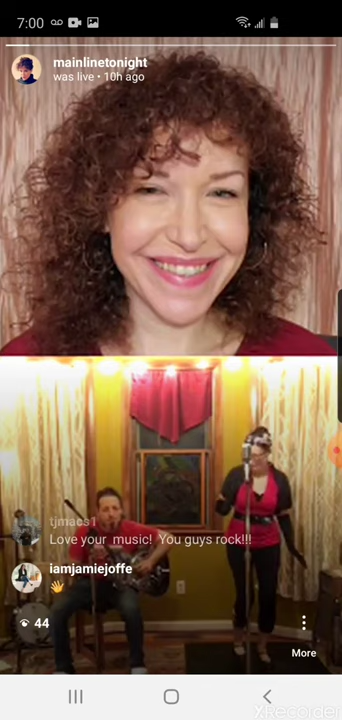 7:00
mainlinetonight
was live • 10h ago
tjmacs1
Love your music! You guys rock!!!
iamjamiejoffe
👋
44
More
XRecorder